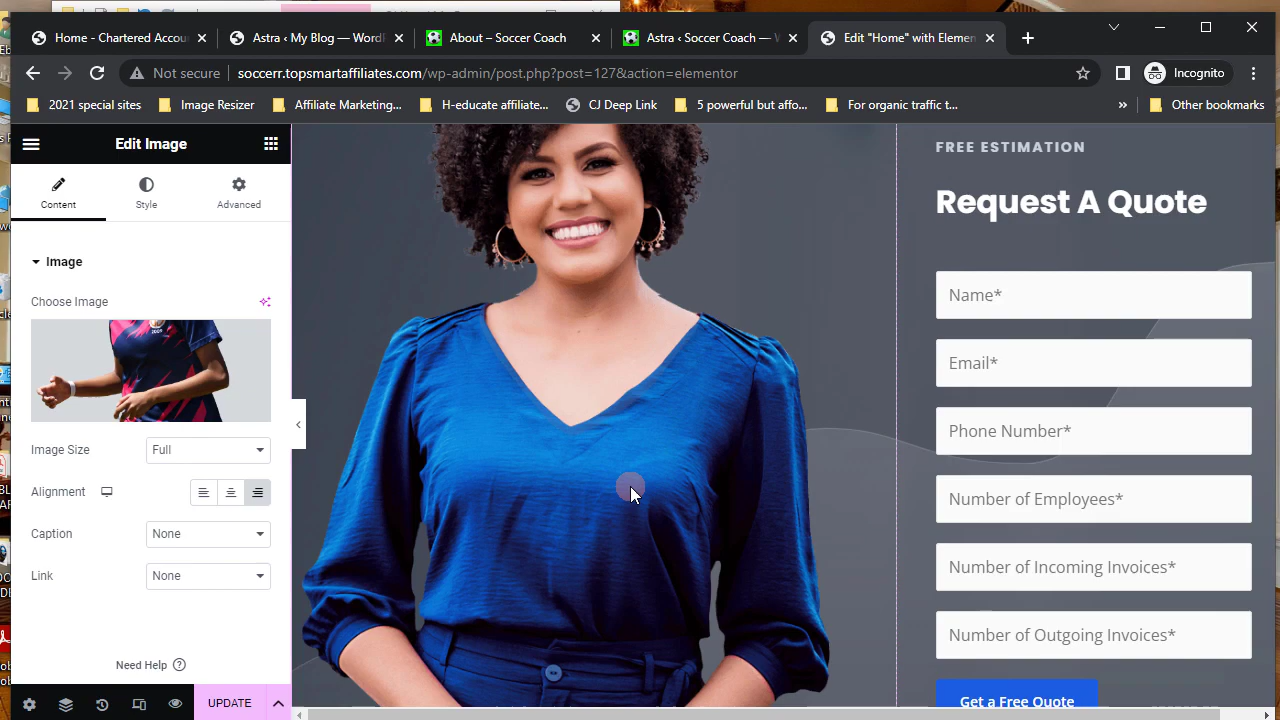 Home - Chartered Accou
Astra ‹ My Blog — Word
About – Soccer Coach
Astra ‹ Soccer Coach — W
Edit "Home" with Elemen
Not secure
soccerr.topsmartaffiliates.com/wp-admin/post.php?post=127&action=elementor
Incognito
2021 special sites
Image Resizer
Affiliate Marketing...
H-educate affiliate...
CJ Deep Link
5 powerful but affo...
For organic traffic t...
»
Other bookmarks
Edit Image
Content
Style
Advanced
Image
Choose Image
Image Size
Full
Alignment
Caption
None
Link
None
Need Help
UPDATE
FREE ESTIMATION
Request A Quote
Name*
Email*
Phone Number*
Number of Employees*
Number of Incoming Invoices*
Number of Outgoing Invoices*
Get a Free Quote